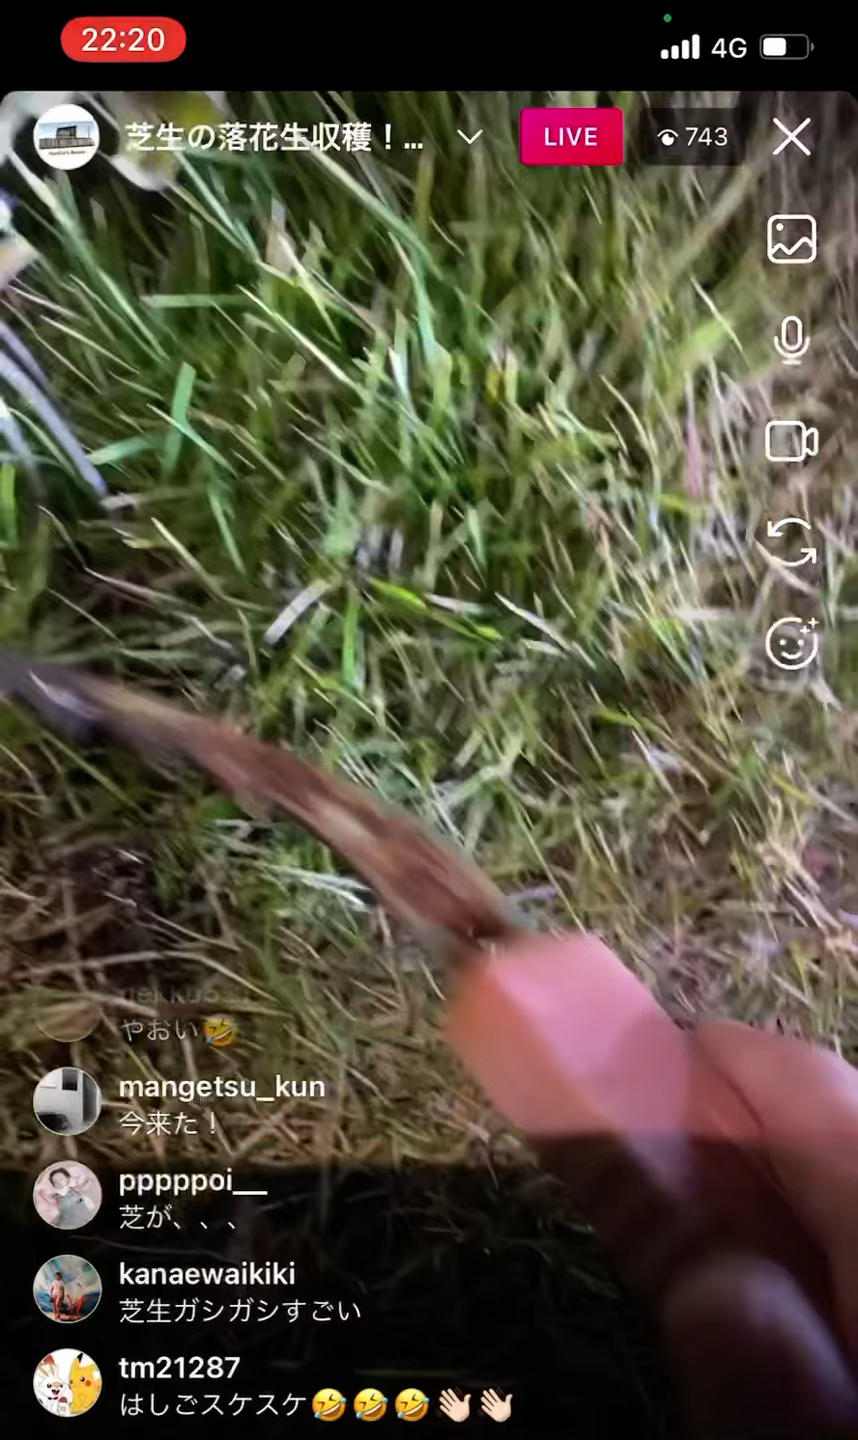 22:20
4G
芝生の落花生収穫！...
LIVE
743
やおい🤣
mangetsu_kun
今来た！
pppppoi__
芝が、、、
kanaewaikiki
芝生ガシガシすごい
tm21287
はしごスケスケ🤣🤣🤣👋🏻👋🏻